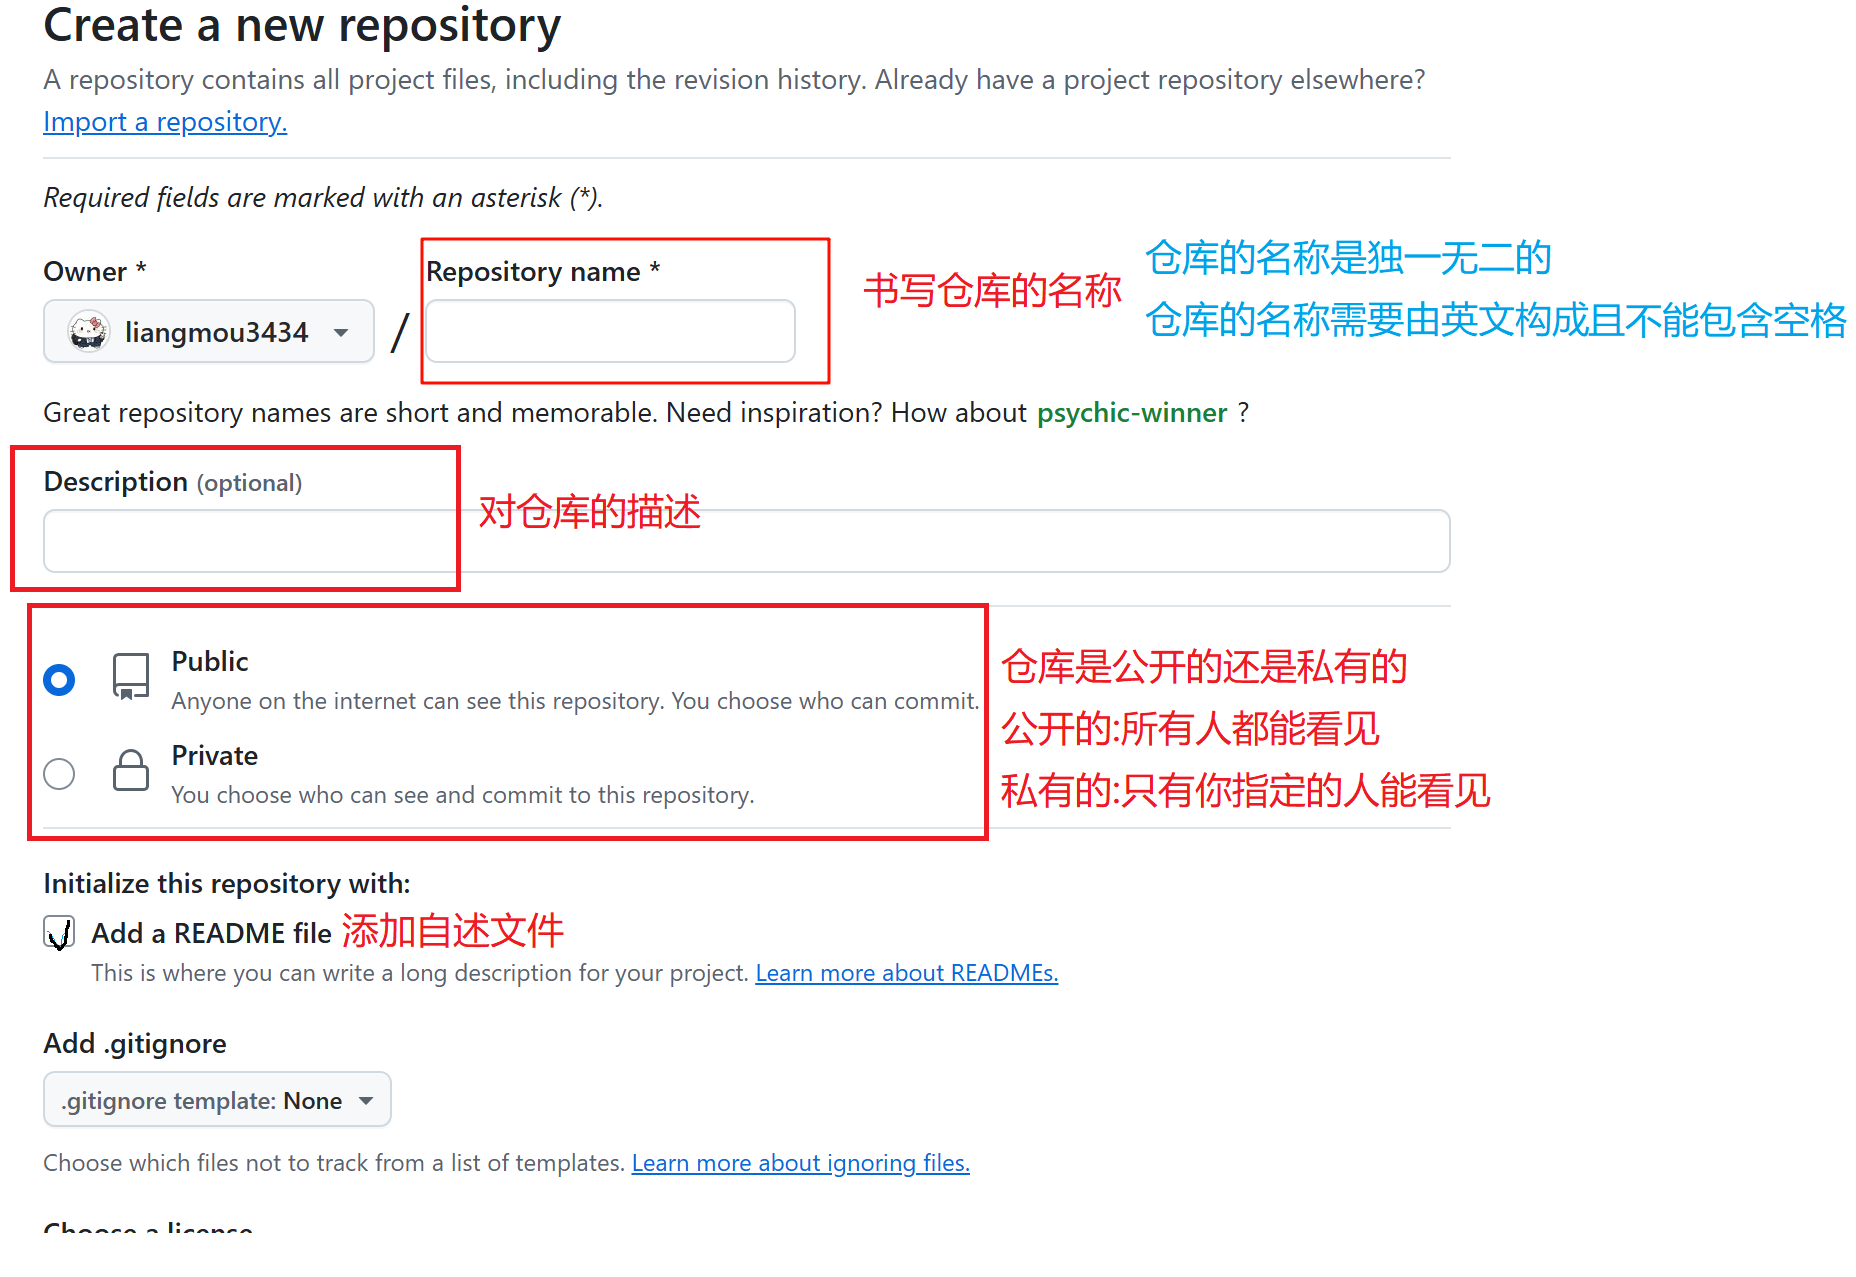 Create a new repository
A repository contains all project files, including the revision history. Already have a project repository elsewhere?
Import a repository.
Required fields are marked with an asterisk (*).
Owner *
Repository name *
liangmou3434
/
书写仓库的名称
仓库的名称是独一无二的
仓库的名称需要由英文构成且不能包含空格
Great repository names are short and memorable. Need inspiration? How about psychic-winner ?
Description (optional)
对仓库的描述
Public
Anyone on the internet can see this repository. You choose who can commit.
Private
You choose who can see and commit to this repository.
仓库是公开的还是私有的
公开的:所有人都能看见
私有的:只有你指定的人能看见
Initialize this repository with:
Add a README file 添加自述文件
This is where you can write a long description for your project. Learn more about READMEs.
Add .gitignore
.gitignore template: None
Choose which files not to track from a list of templates. Learn more about ignoring files.
Choose a license